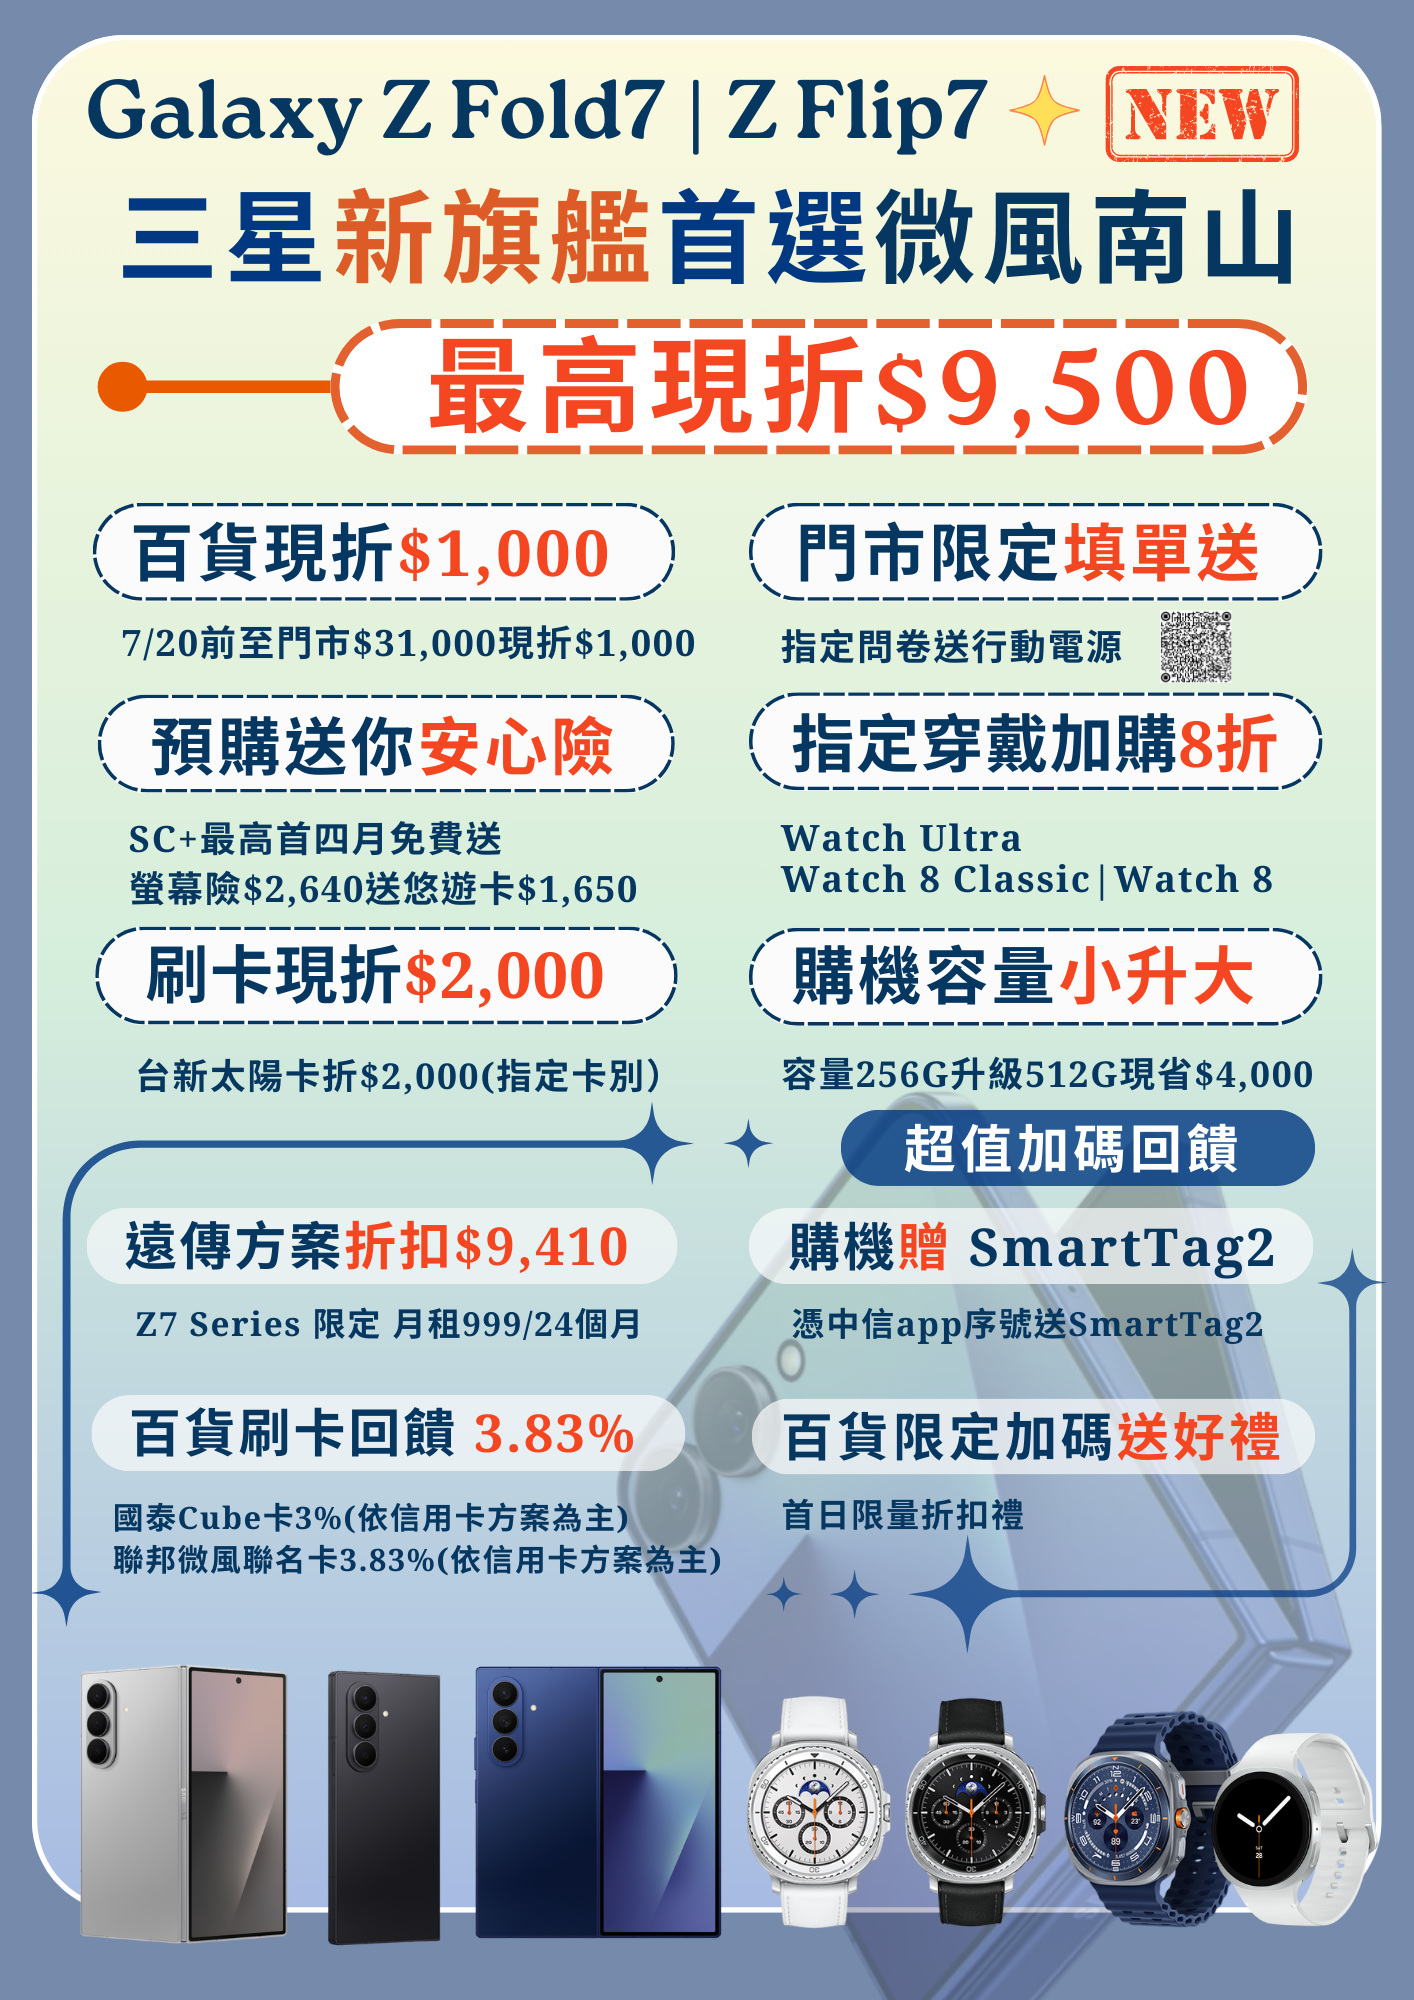 Galaxy Z Fold7 | Z Flip7 NEW
三星新旗艦首選微風南山
最高現折$9,500
百貨現折$1,000
7/20前至門市$31,000現折$1,000
門市限定填單送
指定問卷送行動電源
預購送你安心險
SC+最高首四月免費送
螢幕險$2,640送悠遊卡$1,650
指定穿戴加購8折
Watch Ultra
Watch 8 Classic|Watch 8
刷卡現折$2,000
台新太陽卡折$2,000(指定卡別)
購機容量小升大
容量256G升級512G現省$4,000
超值加碼回饋
遠傳方案折扣$9,410
Z7 Series 限定 月租999/24個月
購機贈 SmartTag2
憑中信app序號送SmartTag2
百貨刷卡回饋 3.83%
國泰Cube卡3%(依信用卡方案為主)
聯邦微風聯名卡3.83%(依信用卡方案為主)
百貨限定加碼送好禮
首日限量折扣禮